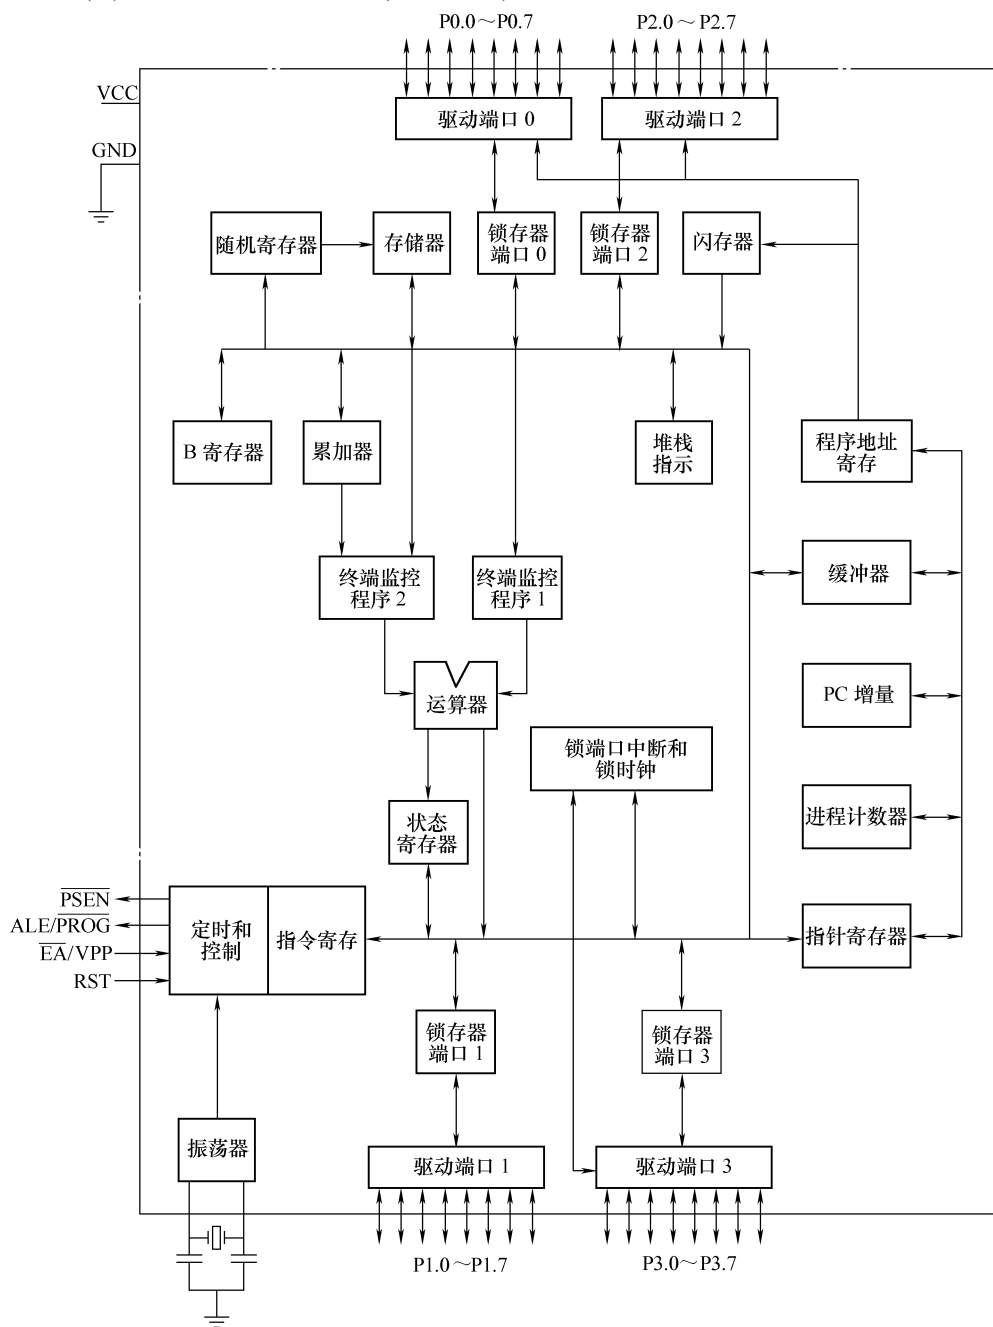 P0.0～P0.7
P2.0～P2.7
VCC
驱动端口 0
驱动端口 2
GND
随机寄存器
存储器
锁存器
端口 0
锁存器
端口 2
闪存器
B 寄存器
累加器
堆栈
指示
程序地址
寄存
终端监控
程序 2
终端监控
程序 1
缓冲器
运算器
PC 增量
锁端口中断和
锁时钟
状态
寄存器
进程计数器
PSEN
ALE/PROG
EA/VPP
RST
定时和
控制
指令寄存
指针寄存器
锁存器
端口 1
锁存器
端口 3
振荡器
驱动端口 1
驱动端口 3
P1.0～P1.7
P3.0～P3.7